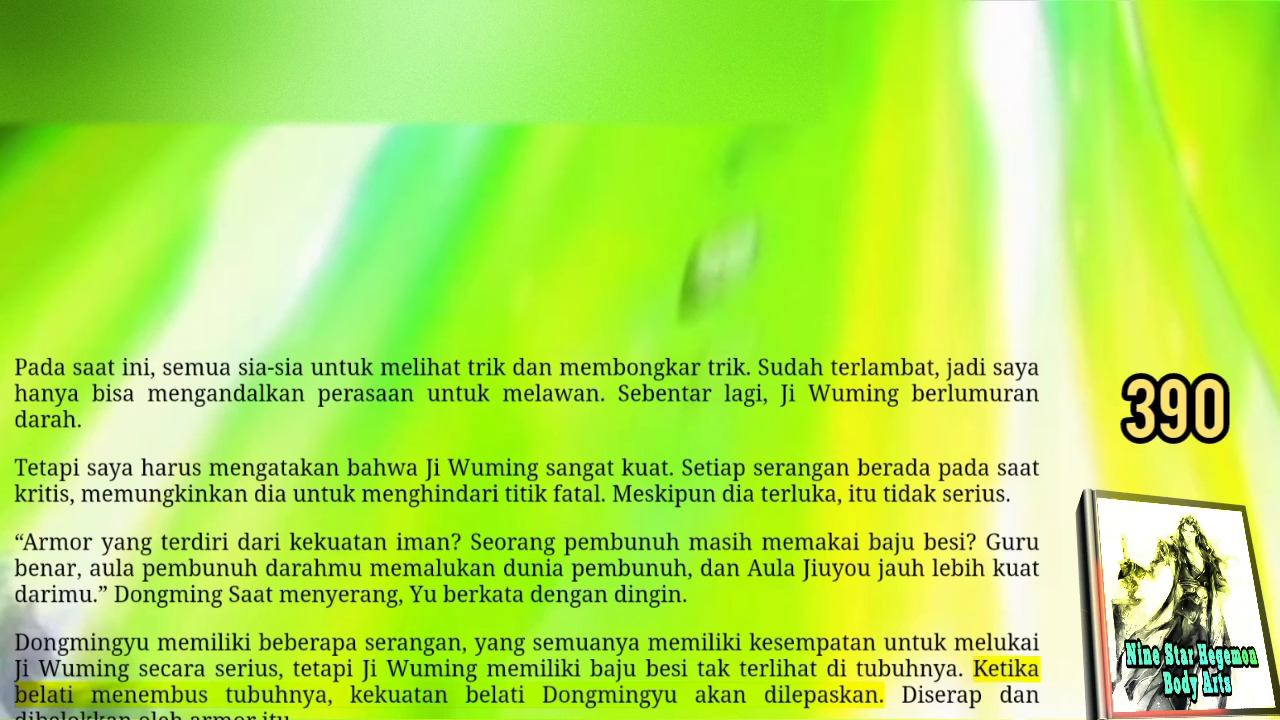 Pada saat ini, semua sia-sia untuk melihat trik dan membongkar trik. Sudah terlambat, jadi saya
hanya bisa mengandalkan perasaan untuk melawan. Sebentar lagi, Ji Wuming berlumuran
darah.
Tetapi saya harus mengatakan bahwa Ji Wuming sangat kuat. Setiap serangan berada pada saat
kritis, memungkinkan dia untuk menghindari titik fatal. Meskipun dia terluka, itu tidak serius.
“Armor yang terdiri dari kekuatan iman? Seorang pembunuh masih memakai baju besi? Guru
benar, aula pembunuh darahmu memalukan dunia pembunuh, dan Aula Jiuyou jauh lebih kuat
darimu.” Dongming Saat menyerang, Yu berkata dengan dingin.
Dongmingyu memiliki beberapa serangan, yang semuanya memiliki kesempatan untuk melukai
Ji Wuming secara serius, tetapi Ji Wuming memiliki baju besi tak terlihat di tubuhnya. Ketika
belati menembus tubuhnya, kekuatan belati Dongmingyu akan dilepaskan. Diserap dan
dibelokkan oleh armor itu.
390
Nine Star Hegemon
Body Arts